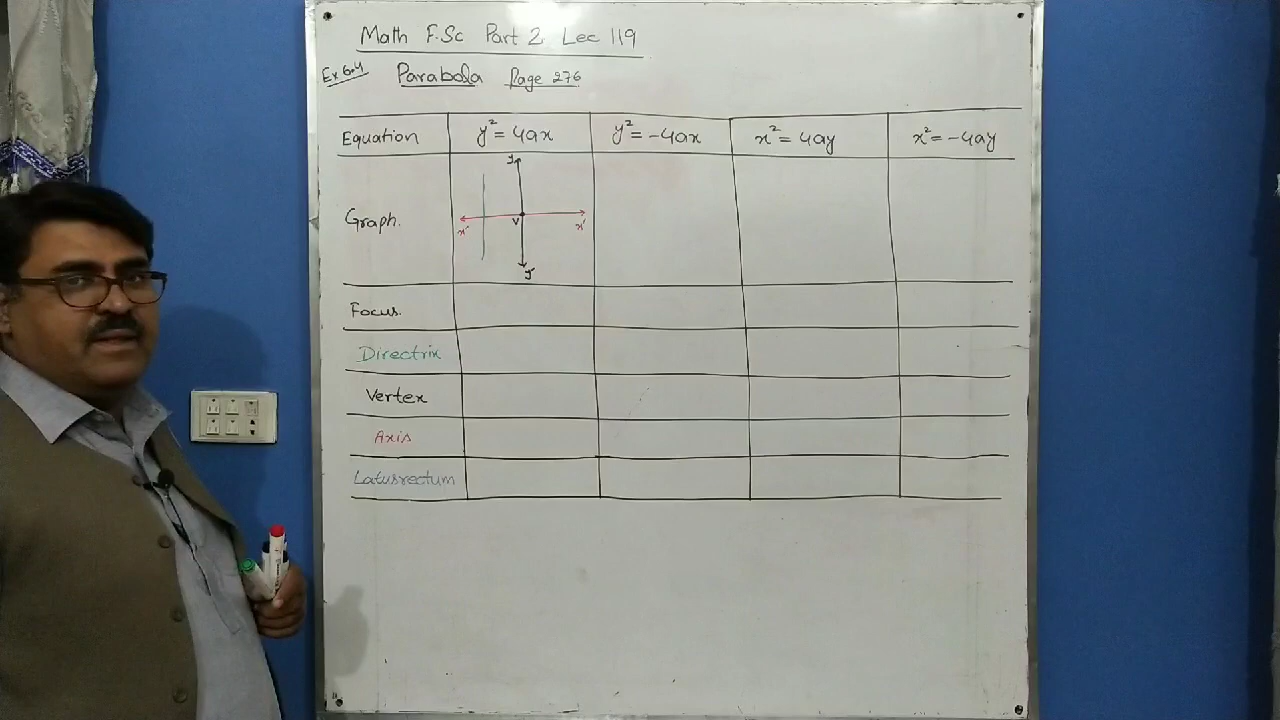 Math F.Sc Part 2 Lec 119
Ex 6.4 Parabola Page 276
Equation y² = 4ax y² = -4ax x² = 4ay x² = -4ay
y
Graph.
x' V x'
y'
Focus.
Directrix
Vertex
Axis
Latusrectum